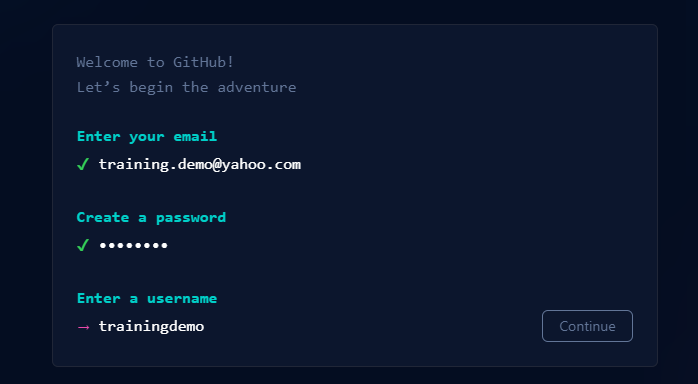 Welcome to GitHub!
Let’s begin the adventure
Enter your email
✓ training.demo@yahoo.com
Create a password
✓ ••••••••
Enter a username
→ trainingdemo
Continue